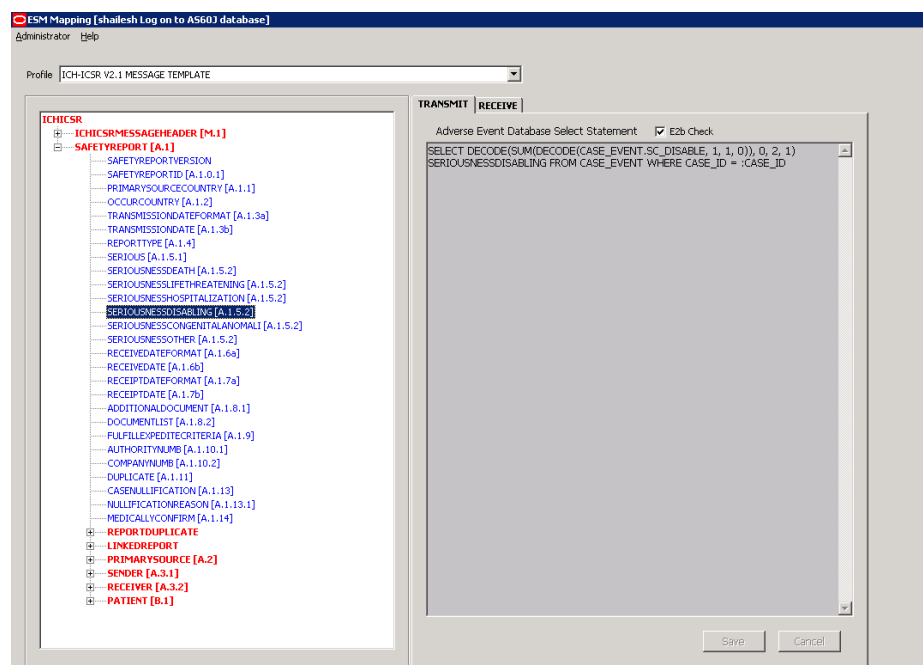 ESM Mapping [shailesh Log on to AS60J database]
Administrator Help
Profile ICH-ICSR V2.1 MESSAGE TEMPLATE
TRANSMIT RECEIVE
ICHICSR
ICHICSRMESSAGEHEADER [M.1]
SAFETYREPORT [A.1]
SAFETYREPORTVERSION
SAFETYREPORTID [A.1.0.1]
PRIMARYSOURCECOUNTRY [A.1.1]
OCCURCOUNTRY [A.1.2]
TRANSMISSIONDATEFORMAT [A.1.3a]
TRANSMISSIONDATE [A.1.3b]
REPORTTYPE [A.1.4]
SERIOUS [A.1.5.1]
SERIOUSNESSDEATH [A.1.5.2]
SERIOUSNESSLIFETHREATENING [A.1.5.2]
SERIOUSNESSHOSPITALIZATION [A.1.5.2]
SERIOUSNESSDISABLING [A.1.5.2]
SERIOUSNESSCONGENITALANOMALI [A.1.5.2]
SERIOUSNESSOTHER [A.1.5.2]
RECEIVEDATEFORMAT [A.1.6a]
RECEIVEDATE [A.1.6b]
RECEIPTDATEFORMAT [A.1.7a]
RECEIPTDATE [A.1.7b]
ADDITIONALDOCUMENT [A.1.8.1]
DOCUMENTLIST [A.1.8.2]
FULFILLEXPEDITECRITERIA [A.1.9]
AUTHORITYNUMB [A.1.10.1]
COMPANYNUMB [A.1.10.2]
DUPLICATE [A.1.11]
CASENULLIFICATION [A.1.13]
NULLIFICATIONREASON [A.1.13.1]
MEDICALLYCONFIRM [A.1.14]
REPORTDUPLICATE
LINKEDREPORT
PRIMARYSOURCE [A.2]
SENDER [A.3.1]
RECEIVER [A.3.2]
PATIENT [B.1]
Adverse Event Database Select Statement E2b Check
SELECT DECODE(SUM(DECODE(CASE_EVENT.SC_DISABLE, 1, 1, 0)), 0, 2, 1)
SERIOUSNESSDISABLING FROM CASE_EVENT WHERE CASE_ID = :CASE_ID
Save Cancel